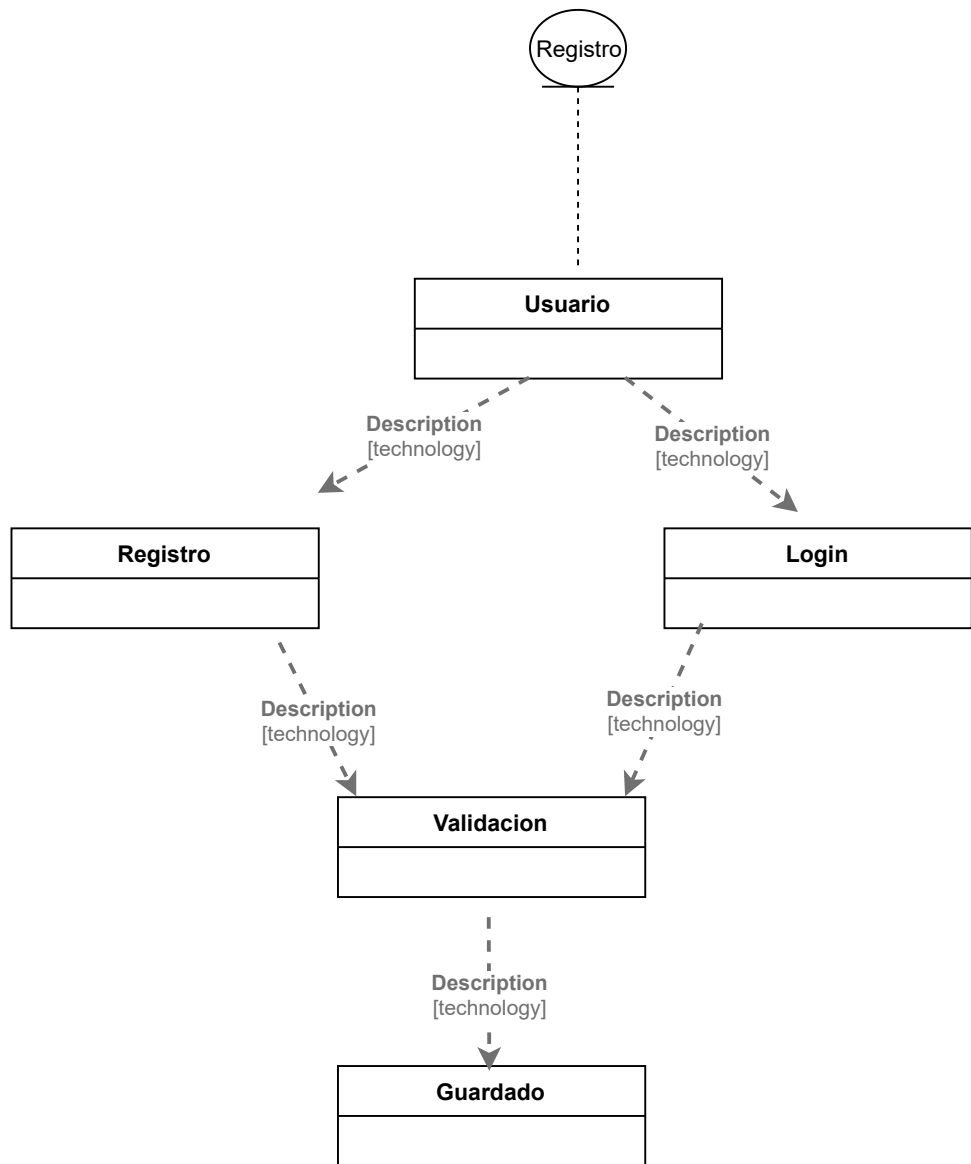 Registro
Usuario
Description
[technology]
Description
[technology]
Registro
Login
Description
[technology]
Description
[technology]
Validacion
Description
[technology]
Guardado